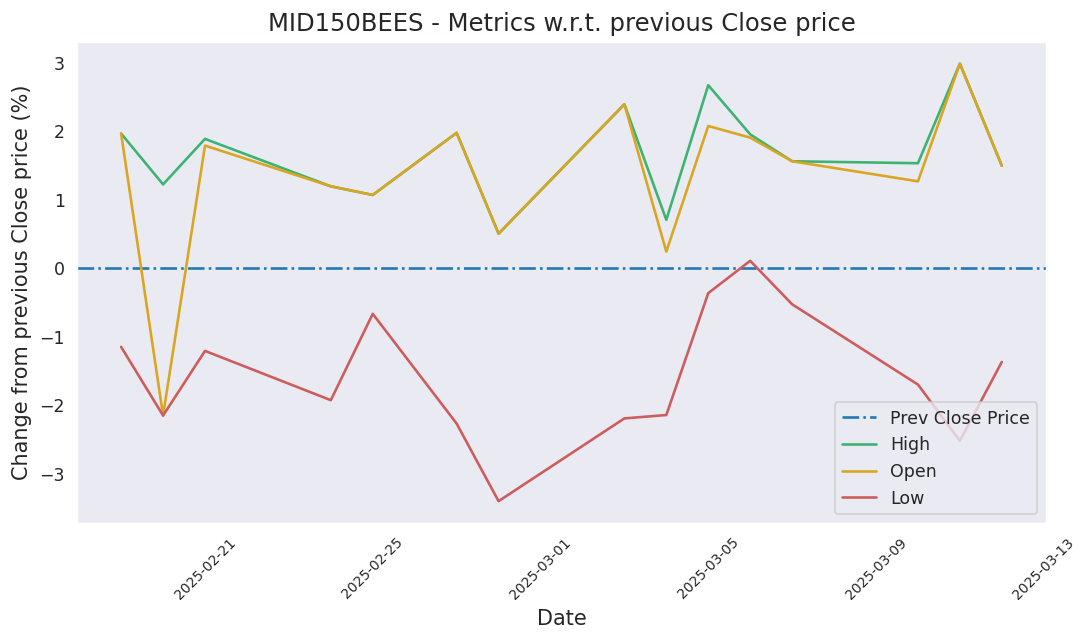 MID150BEES - Metrics w.r.t. previous Close price
Change from previous Close price (%)
3
2
1
0
−1
−2
−3
Prev Close Price
High
Open
Low
2025-02-21
2025-02-25
2025-03-01
2025-03-05
2025-03-09
2025-03-13
Date